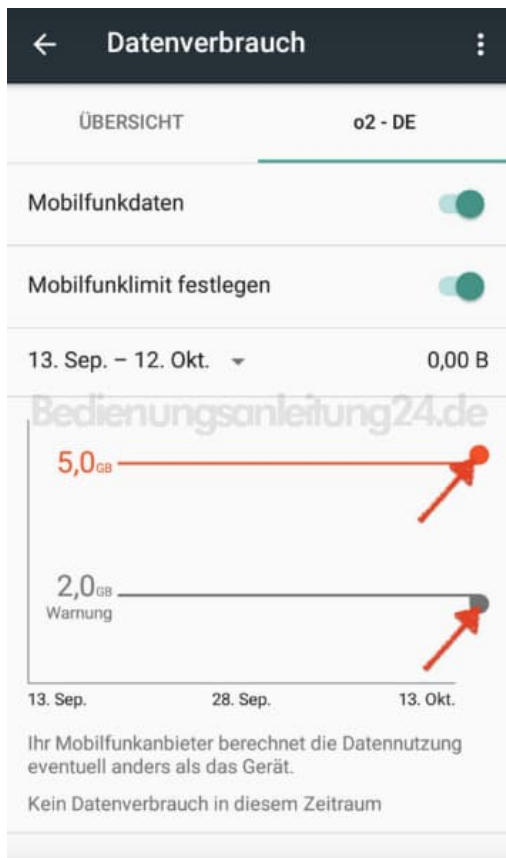 Datenverbrauch
ÜBERSICHT
o2 - DE
Mobilfunkdaten
Mobilfunklimit festlegen
13. Sep. – 12. Okt.
0,00 B
Bedienungsanleitung24.de
5,0GB
2,0GB
Warnung
13. Sep.
28. Sep.
13. Okt.
Ihr Mobilfunkanbieter berechnet die Datennutzung
eventuell anders als das Gerät.
Kein Datenverbrauch in diesem Zeitraum